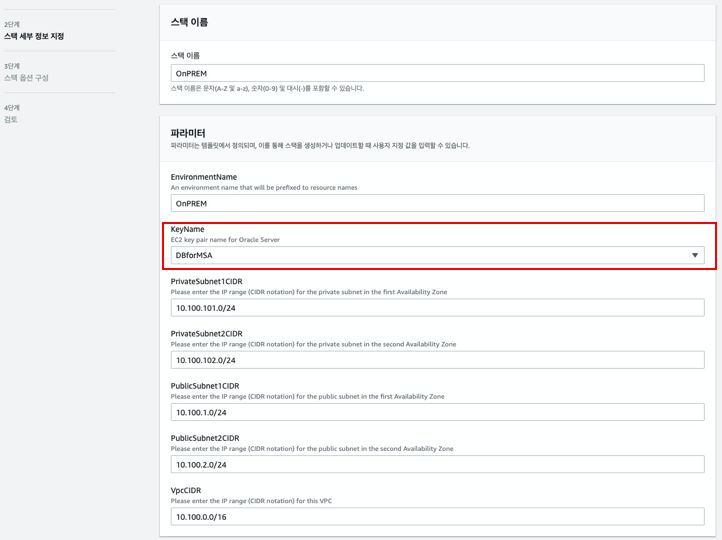 2단계
스택 세부 정보 지정
3단계
스택 옵션 구성
4단계
검토
스택 이름
스택 이름
OnPREM
스택 이름은 문자(A-Z 및 a-z), 숫자(0-9) 및 대시(-)를 포함할 수 있습니다.
파라미터
파라미터는 템플릿에서 정의되며, 이를 통해 스택을 생성하거나 업데이트할 때 사용자 지정 값을 입력할 수 있습니다.
EnvironmentName
An environment name that will be prefixed to resource names
OnPREM
KeyName
EC2 key pair name for Oracle Server
DBforMSA
PrivateSubnet1CIDR
Please enter the IP range (CIDR notation) for the private subnet in the first Availability Zone
10.100.101.0/24
PrivateSubnet2CIDR
Please enter the IP range (CIDR notation) for the private subnet in the second Availability Zone
10.100.102.0/24
PublicSubnet1CIDR
Please enter the IP range (CIDR notation) for the public subnet in the first Availability Zone
10.100.1.0/24
PublicSubnet2CIDR
Please enter the IP range (CIDR notation) for the public subnet in the second Availability Zone
10.100.2.0/24
VpcCIDR
Please enter the IP range (CIDR notation) for this VPC
10.100.0.0/16